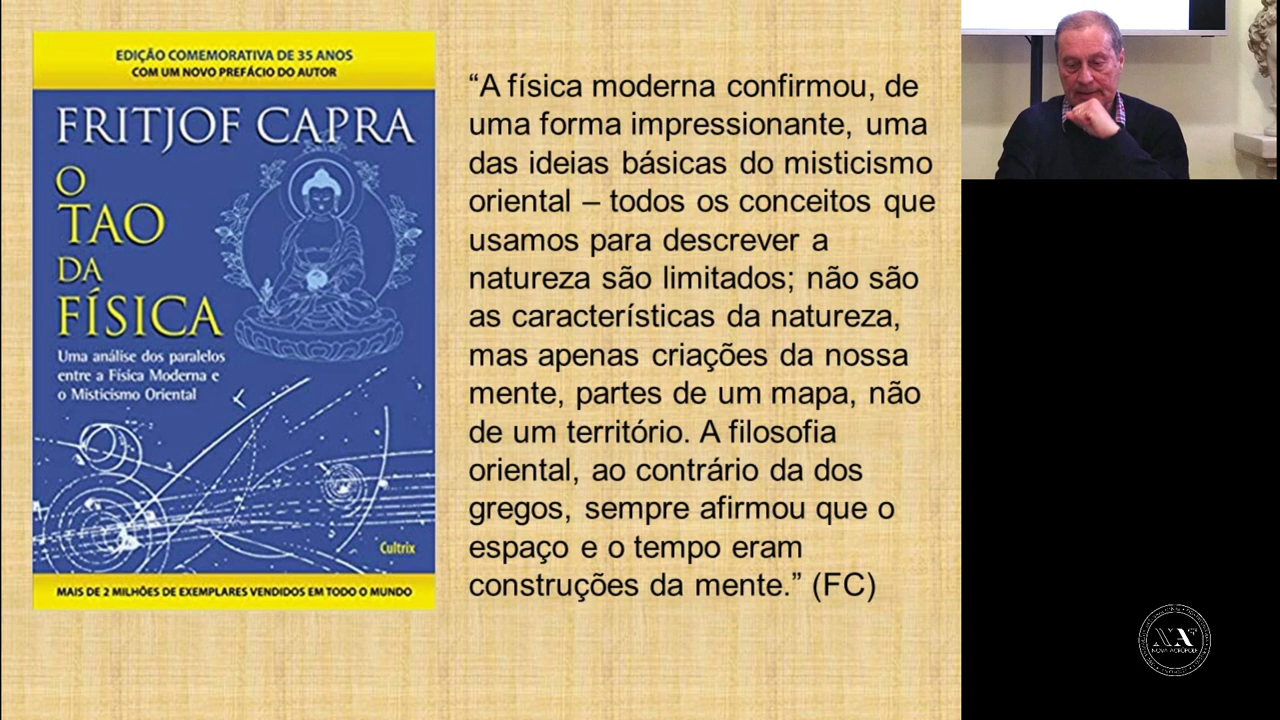 EDIÇÃO COMEMORATIVA DE 35 ANOS
COM UM NOVO PREFÁCIO DO AUTOR
FRITJOF CAPRA
O
TAO
DA
FÍSICA
Uma análise dos paralelos
entre a Física Moderna e
o Misticismo Oriental
Cultrix
MAIS DE 2 MILHÕES DE EXEMPLARES VENDIDOS EM TODO O MUNDO
“A física moderna confirmou, de
uma forma impressionante, uma
das ideias básicas do misticismo
oriental – todos os conceitos que
usamos para descrever a
natureza são limitados; não são
as características da natureza,
mas apenas criações da nossa
mente, partes de um mapa, não
de um território. A filosofia
oriental, ao contrário da dos
gregos, sempre afirmou que o
espaço e o tempo eram
construções da mente.” (FC)
NA
NOVA ACRÓPOLE